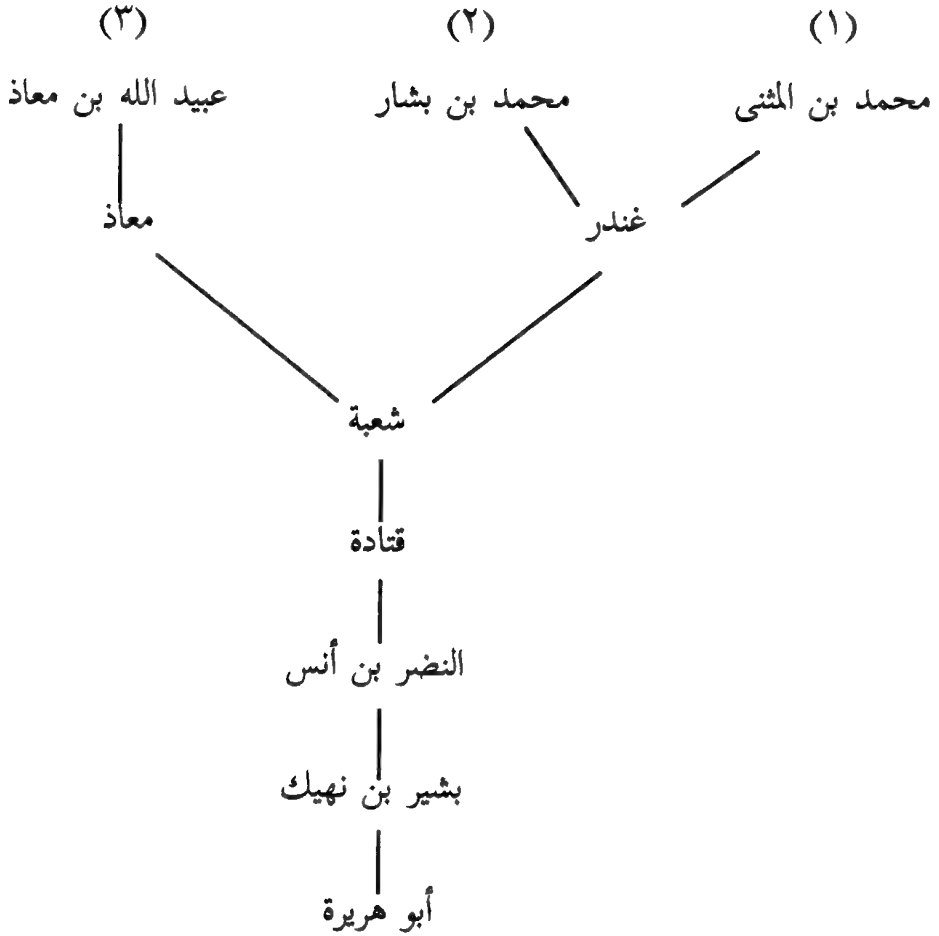 (١) (٢) (٣)
محمد بن المثنى محمد بن بشار عبيد الله بن معاذ
غندر معاذ
شعبة
قتادة
النضر بن أنس
بشير بن نهيك
أبو هريرة